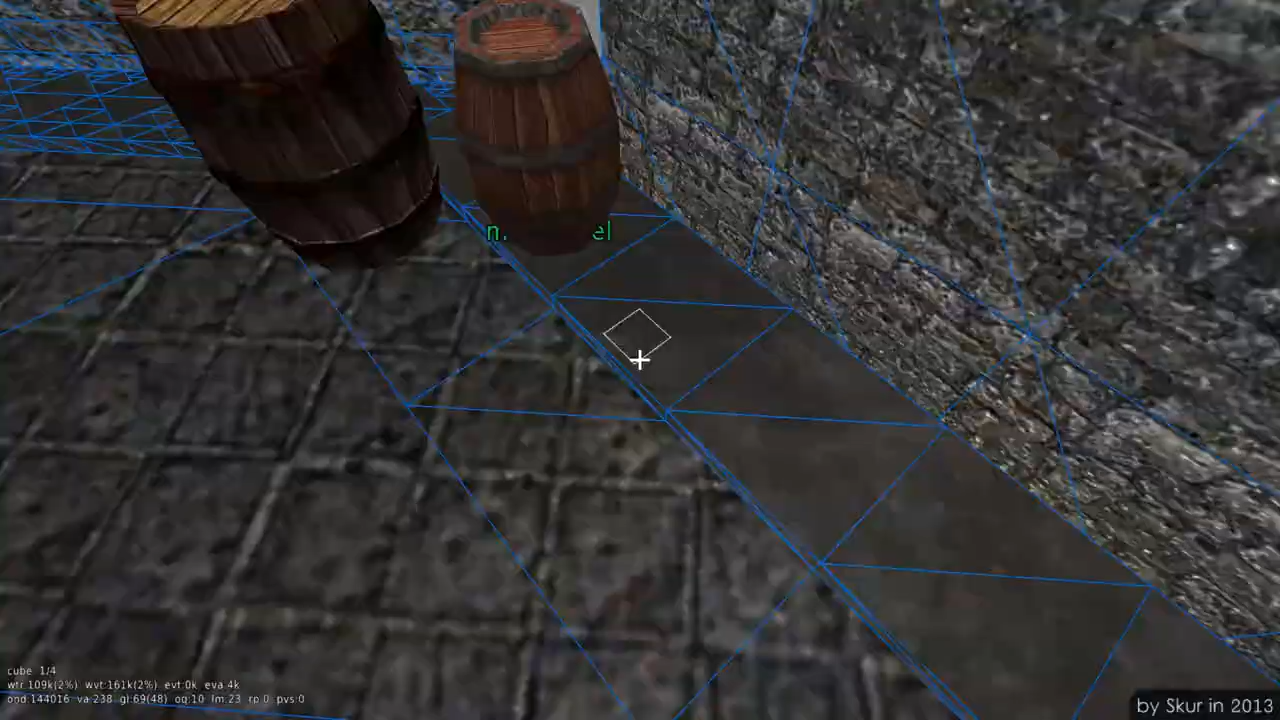 cube 1/4
wtr:109k(2%) wvt:161k(2%) evt:0k eva:4k
ond:144016 va:238 gl:69(48) oq:10 lm:23 rp:0 pvs:0
by Skur in 2013